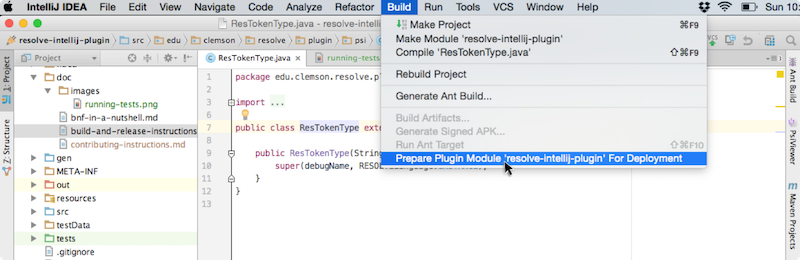 IntelliJ IDEA File Edit View Navigate Code Analyze Refactor Build Run Tools VCS Window Help Sun 10:
ResTokenType.java - resolve-intellij-plugin
resolve-intellij-plugin src edu clemson resolve plugin psi
Project
ResTokenType.java running-tests.
doc
images
running-tests.png
bnf-in-a-nutshell.md
build-and-release-instructions
contributing-instructions.md
gen
META-INF
out
resources
src
testData
tests
.gitignore
1: Project
Z: Structure
1 package edu.clemson.resolve.pl
2
3 import ...
6
7 public class ResTokenType exte
8
9 public ResTokenType(String
10 super(debugName, RESOL
11 }
12 }
13
Make Project ⌘F9
Make Module 'resolve-intellij-plugin'
Compile 'ResTokenType.java' ⇧⌘F9
Rebuild Project
Generate Ant Build...
Build Artifacts...
Generate Signed APK...
Run Ant Target ⇧⌘F10
Prepare Plugin Module 'resolve-intellij-plugin' For Deployment
Ant Build
PsiViewer
Maven Projects